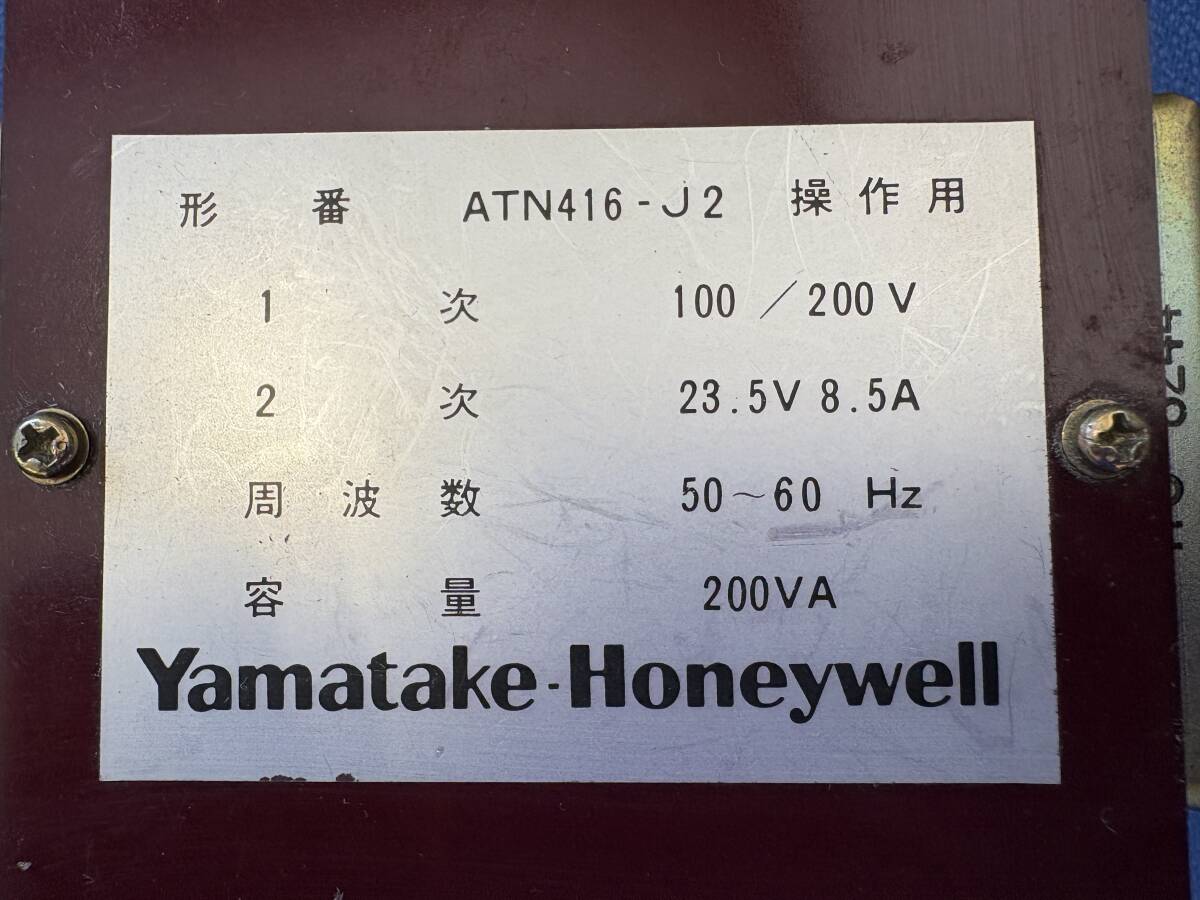 形番 ATN416-J2 操作用
1次 100/200V
2次 23.5V 8.5A
周波数 50~60 Hz
容量 200VA
Yamatake-Honeywell